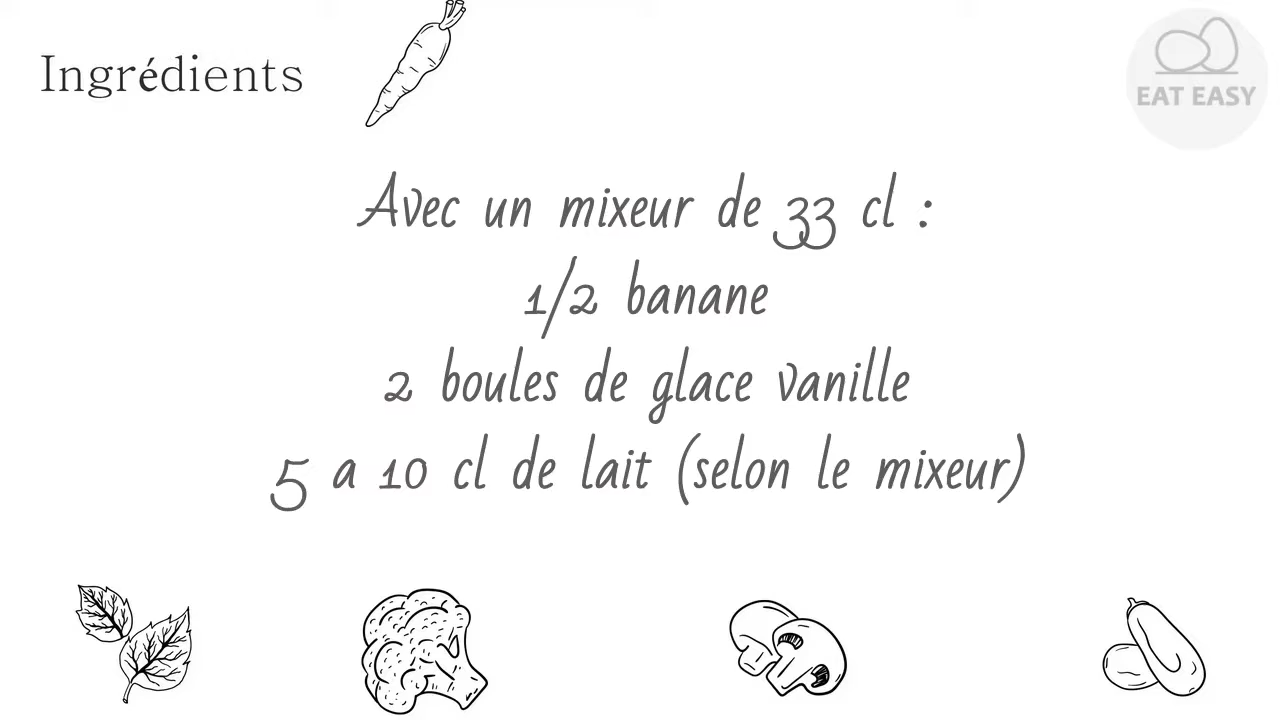 Ingrédients
EAT EASY
Avec un mixeur de 33 cl :
1/2 banane
2 boules de glace vanille
5 a 10 cl de lait (selon le mixeur)